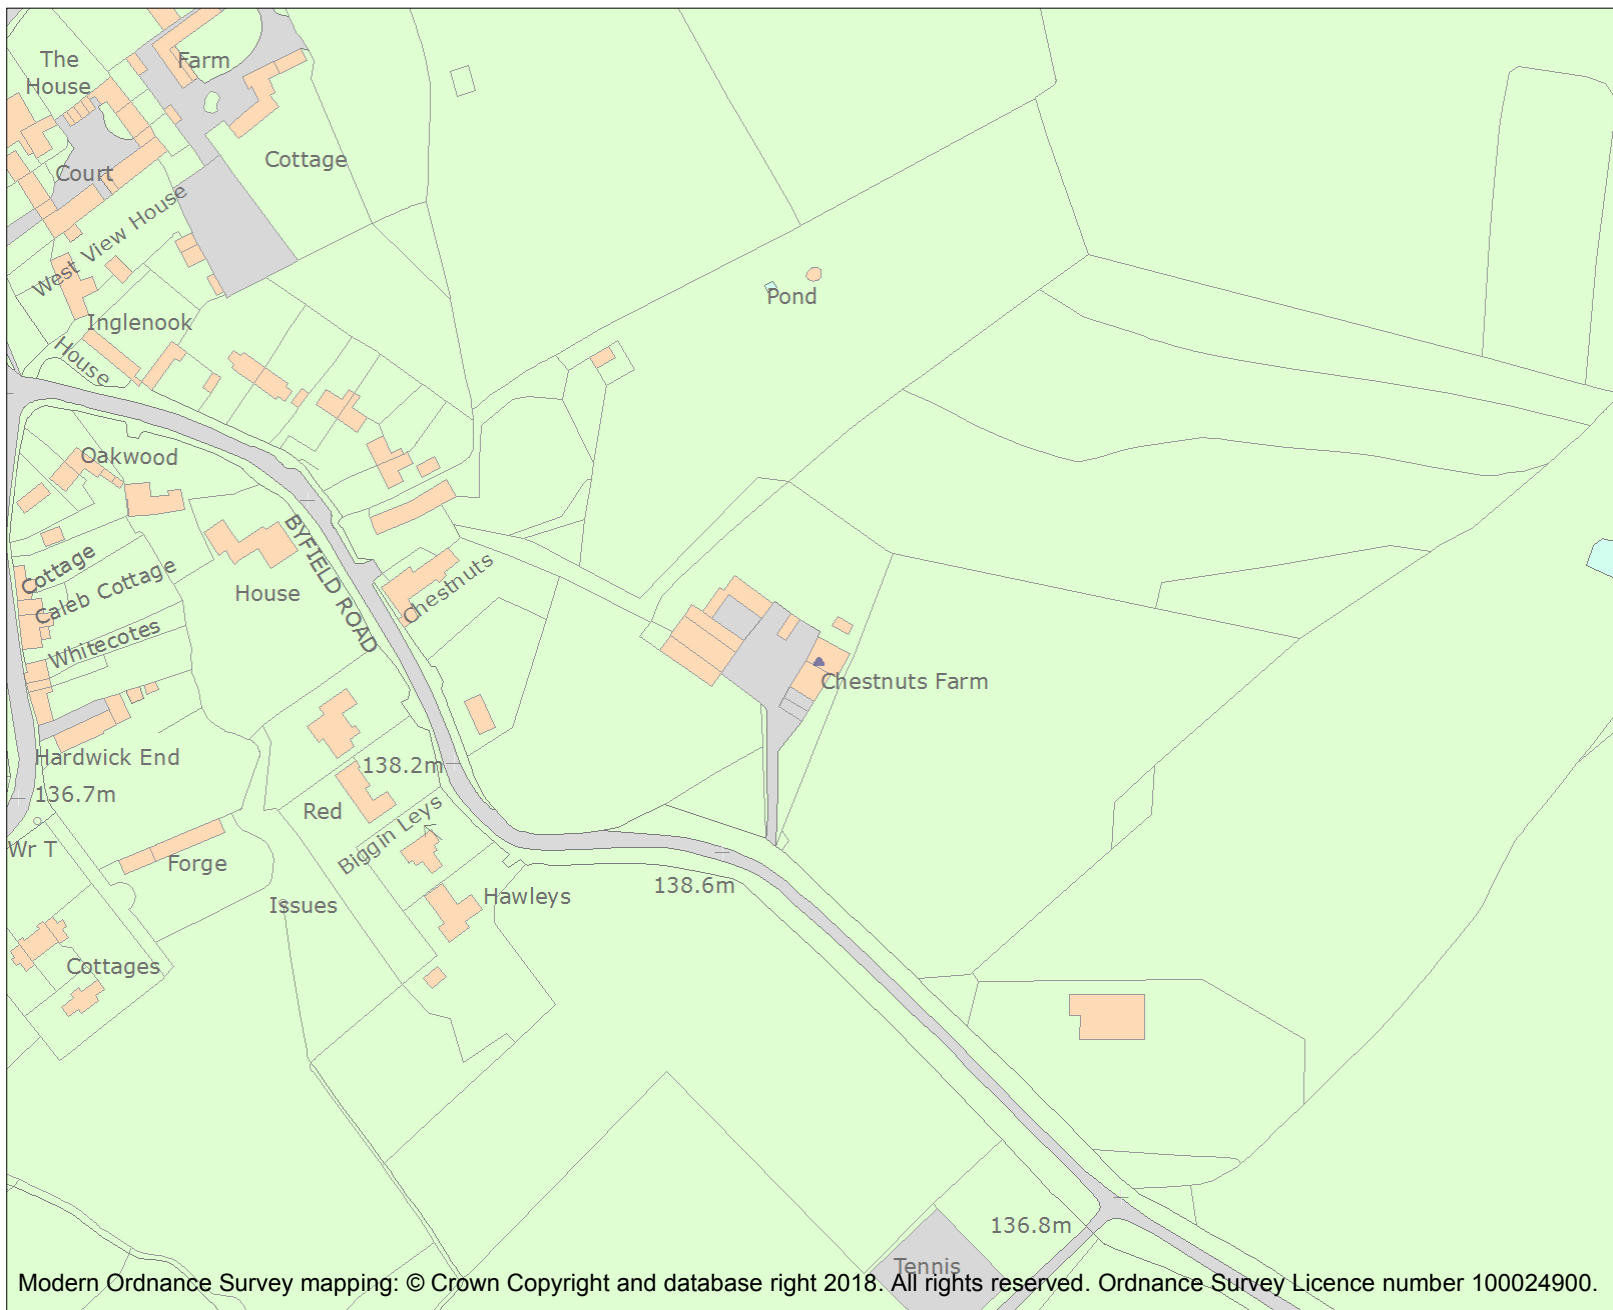 The
House
Farm
Cottage
Court
West View House
Pond
Inglenook
House
Oakwood
BYFIELD ROAD
Cottage
Caleb Cottage
House
Chestnuts
Whitecotes
Chestnuts Farm
Hardwick End
138.2m
136.7m
Red
Biggin Leys
Wr T
Forge
138.6m
Hawleys
Issues
Cottages
136.8m
Tennis
Modern Ordnance Survey mapping: © Crown Copyright and database right 2018. All rights reserved. Ordnance Survey Licence number 100024900.